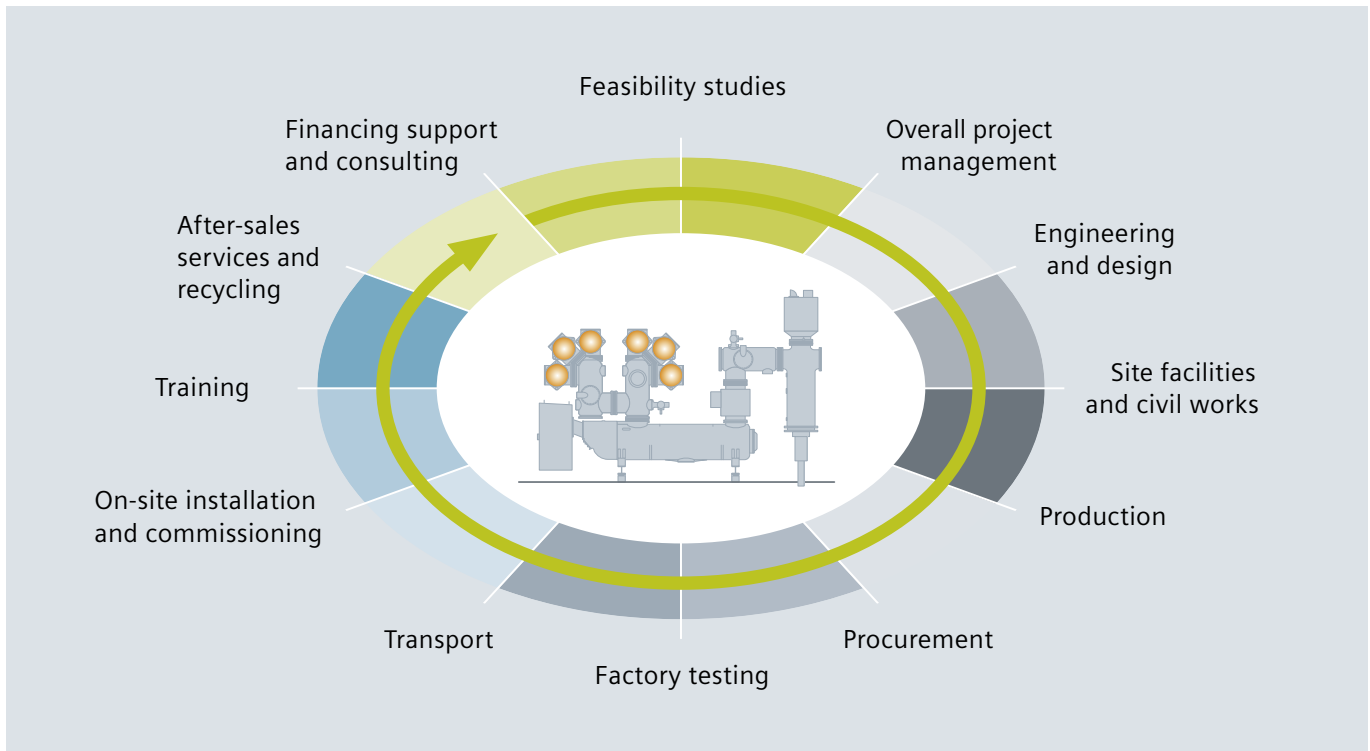 Feasibility studies
Overall project
management
Engineering
and design
Site facilities
and civil works
Production
Procurement
Factory testing
Transport
On-site installation
and commissioning
Training
After-sales
services and
recycling
Financing support
and consulting